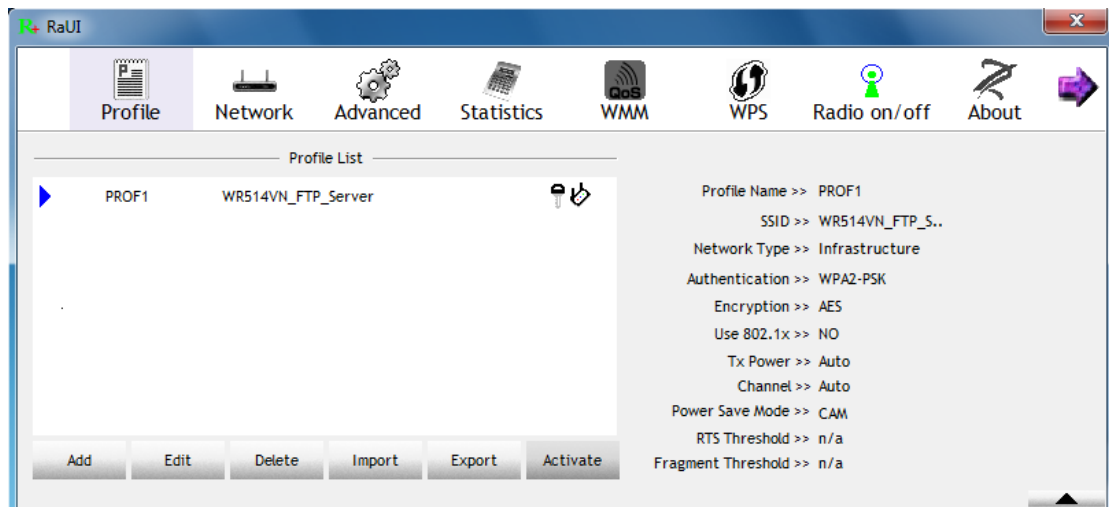 R+ RaUI
x
Profile Network Advanced Statistics QoS WMM WPS Radio on/off About
Profile List
PROF1 WR514VN_FTP_Server
Add Edit Delete Import Export Activate
Profile Name >> PROF1
SSID >> WR514VN_FTP_S..
Network Type >> Infrastructure
Authentication >> WPA2-PSK
Encryption >> AES
Use 802.1x >> NO
Tx Power >> Auto
Channel >> Auto
Power Save Mode >> CAM
RTS Threshold >> n/a
Fragment Threshold >> n/a